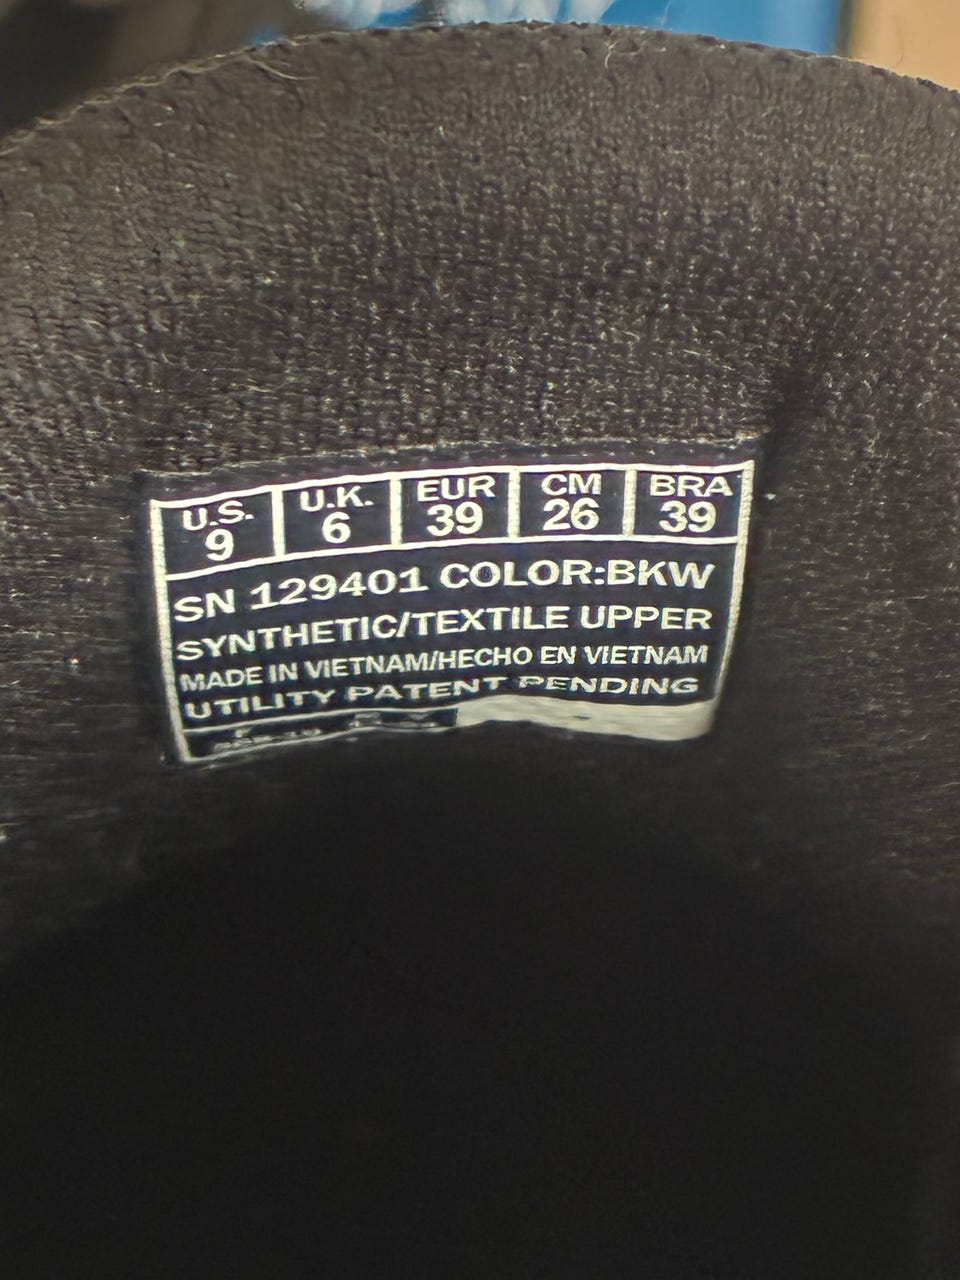 U.S. U.K. EUR CM BRA
9 6 39 26 39
SN 129401 COLOR:BKW
SYNTHETIC/TEXTILE UPPER
MADE IN VIETNAM/HECHO EN VIETNAM
UTILITY PATENT PENDING